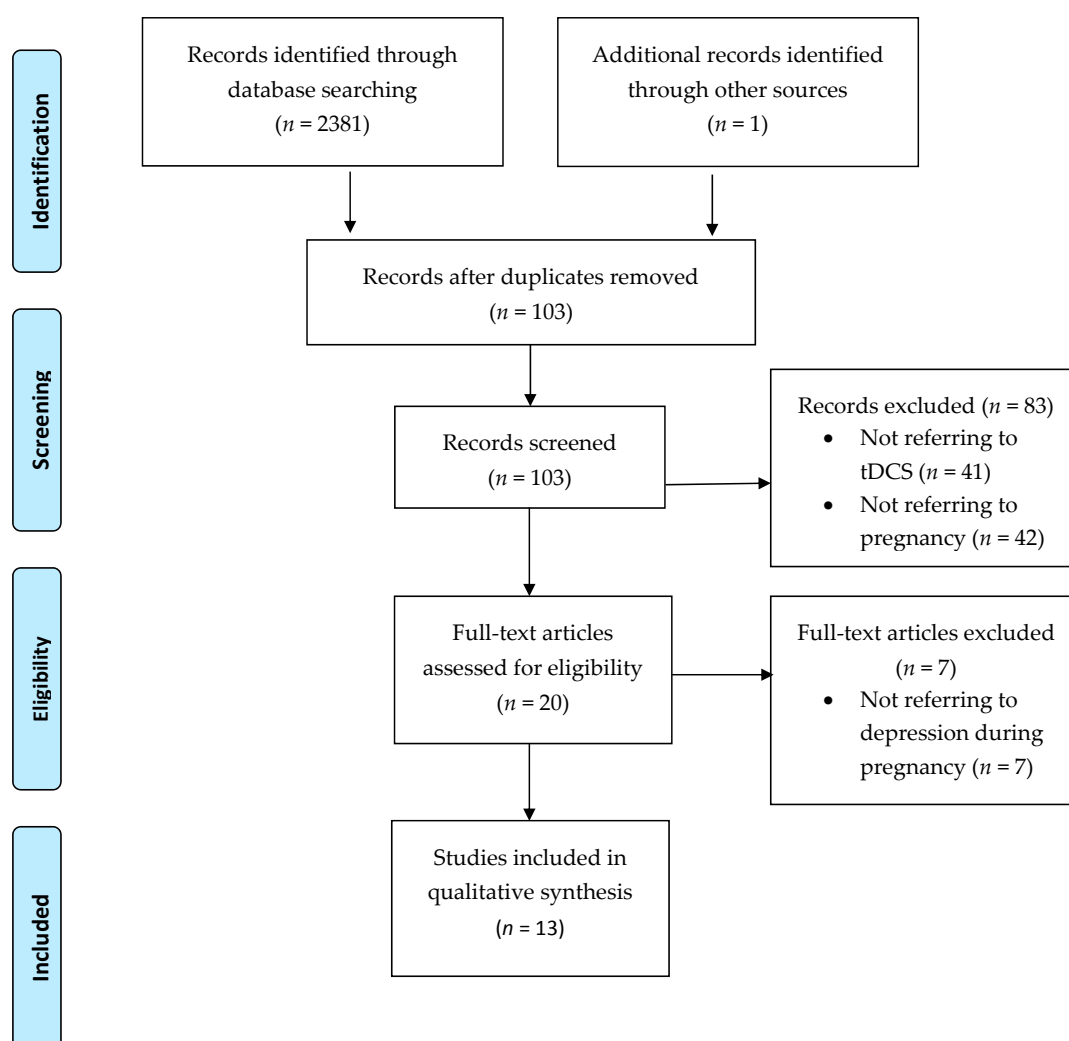 Identification
Records identified through
database searching
(n = 2381)
Additional records identified
through other sources
(n = 1)
Records after duplicates removed
(n = 103)
Screening
Records screened
(n = 103)
Records excluded (n = 83)
• Not referring to
tDCS (n = 41)
• Not referring to
pregnancy (n = 42)
Eligibility
Full-text articles
assessed for eligibility
(n = 20)
Full-text articles excluded
(n = 7)
• Not referring to
depression during
pregnancy (n = 7)
Included
Studies included in
qualitative synthesis
(n = 13)